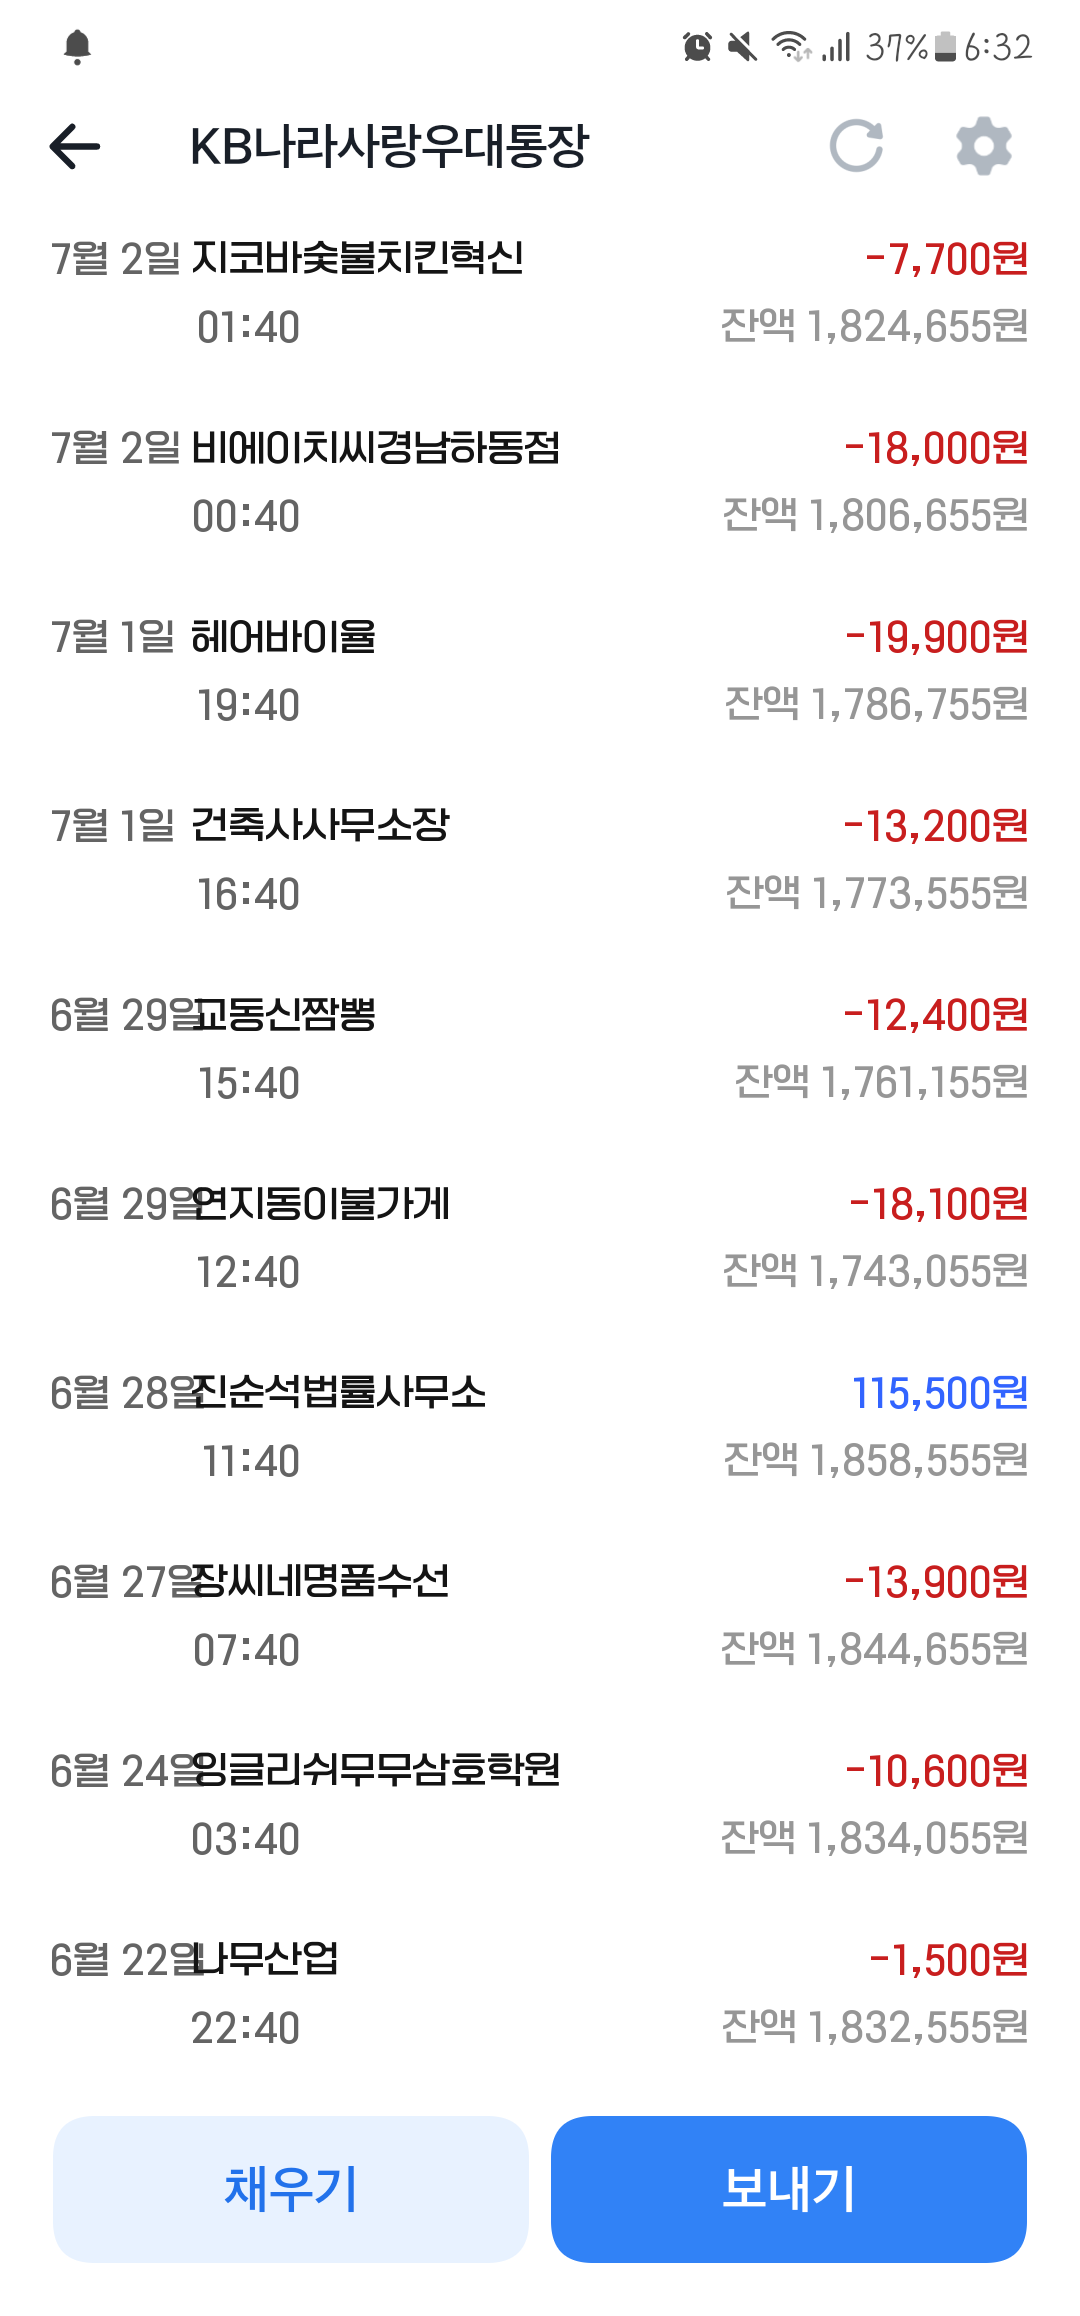 37% 6:32
KB나라사랑우대통장
7월 2일 지코바숯불치킨혁신 -7,700원
01:40 잔액 1,824,655원
7월 2일 비에이치씨경남하동점 -18,000원
00:40 잔액 1,806,655원
7월 1일 헤어바이율 -19,900원
19:40 잔액 1,786,755원
7월 1일 건축사사무소장 -13,200원
16:40 잔액 1,773,555원
6월 29일 교동신짬뽕 -12,400원
15:40 잔액 1,761,155원
6월 29일 연지동이불가게 -18,100원
12:40 잔액 1,743,055원
6월 28일 진순석법률사무소 115,500원
11:40 잔액 1,858,555원
6월 27일 장씨네명품수선 -13,900원
07:40 잔액 1,844,655원
6월 24일 잉글리쉬무무삼호학원 -10,600원
03:40 잔액 1,834,055원
6월 22일 나무산업 -1,500원
22:40 잔액 1,832,555원
채우기 보내기